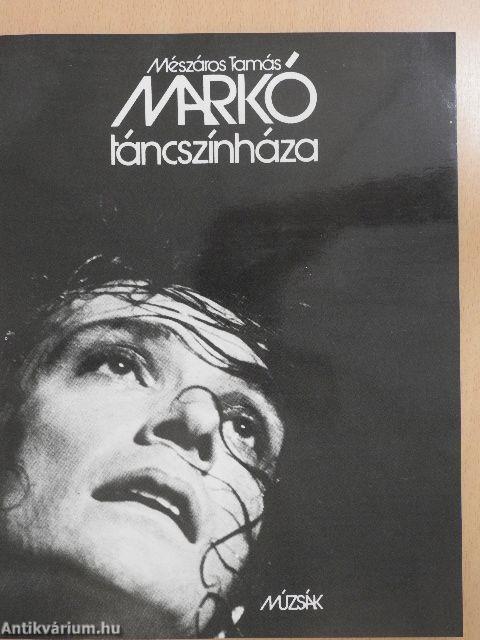 Mészáros Tamás
MARKÓ
táncszínháza
MÚZSÁK
Antikvárium.hu